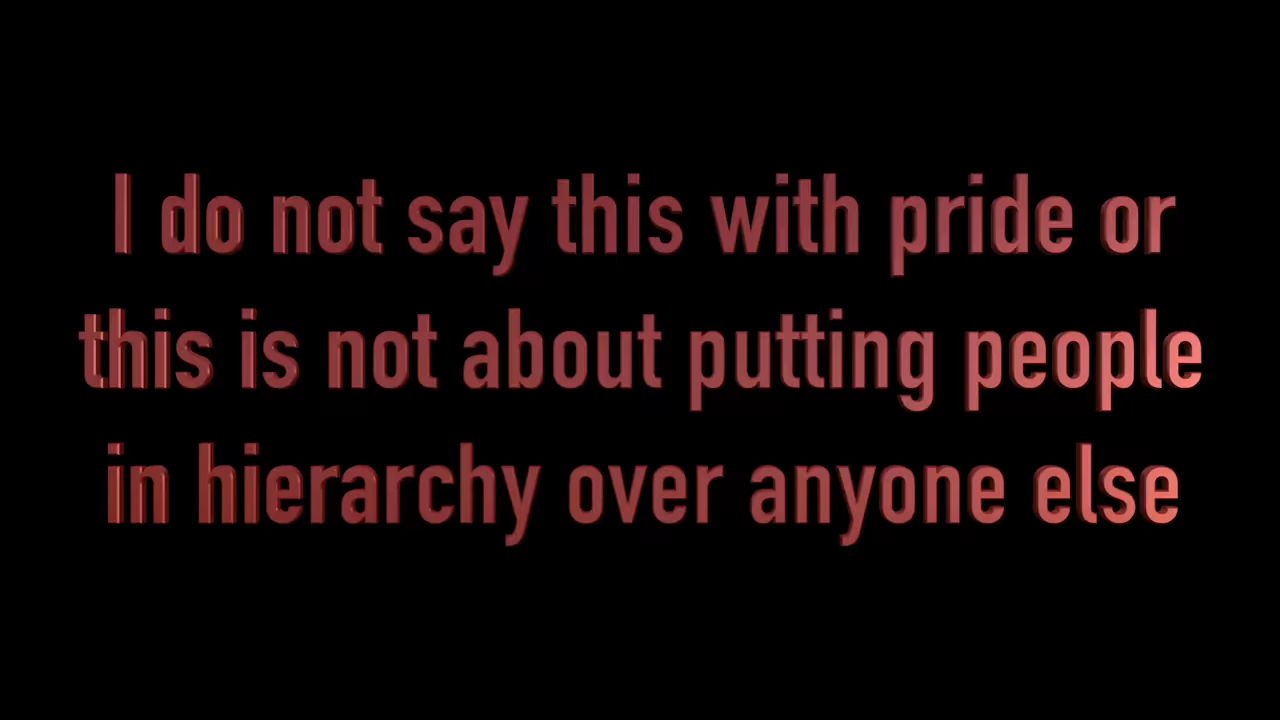 I do not say this with pride or
this is not about putting people
in hierarchy over anyone else